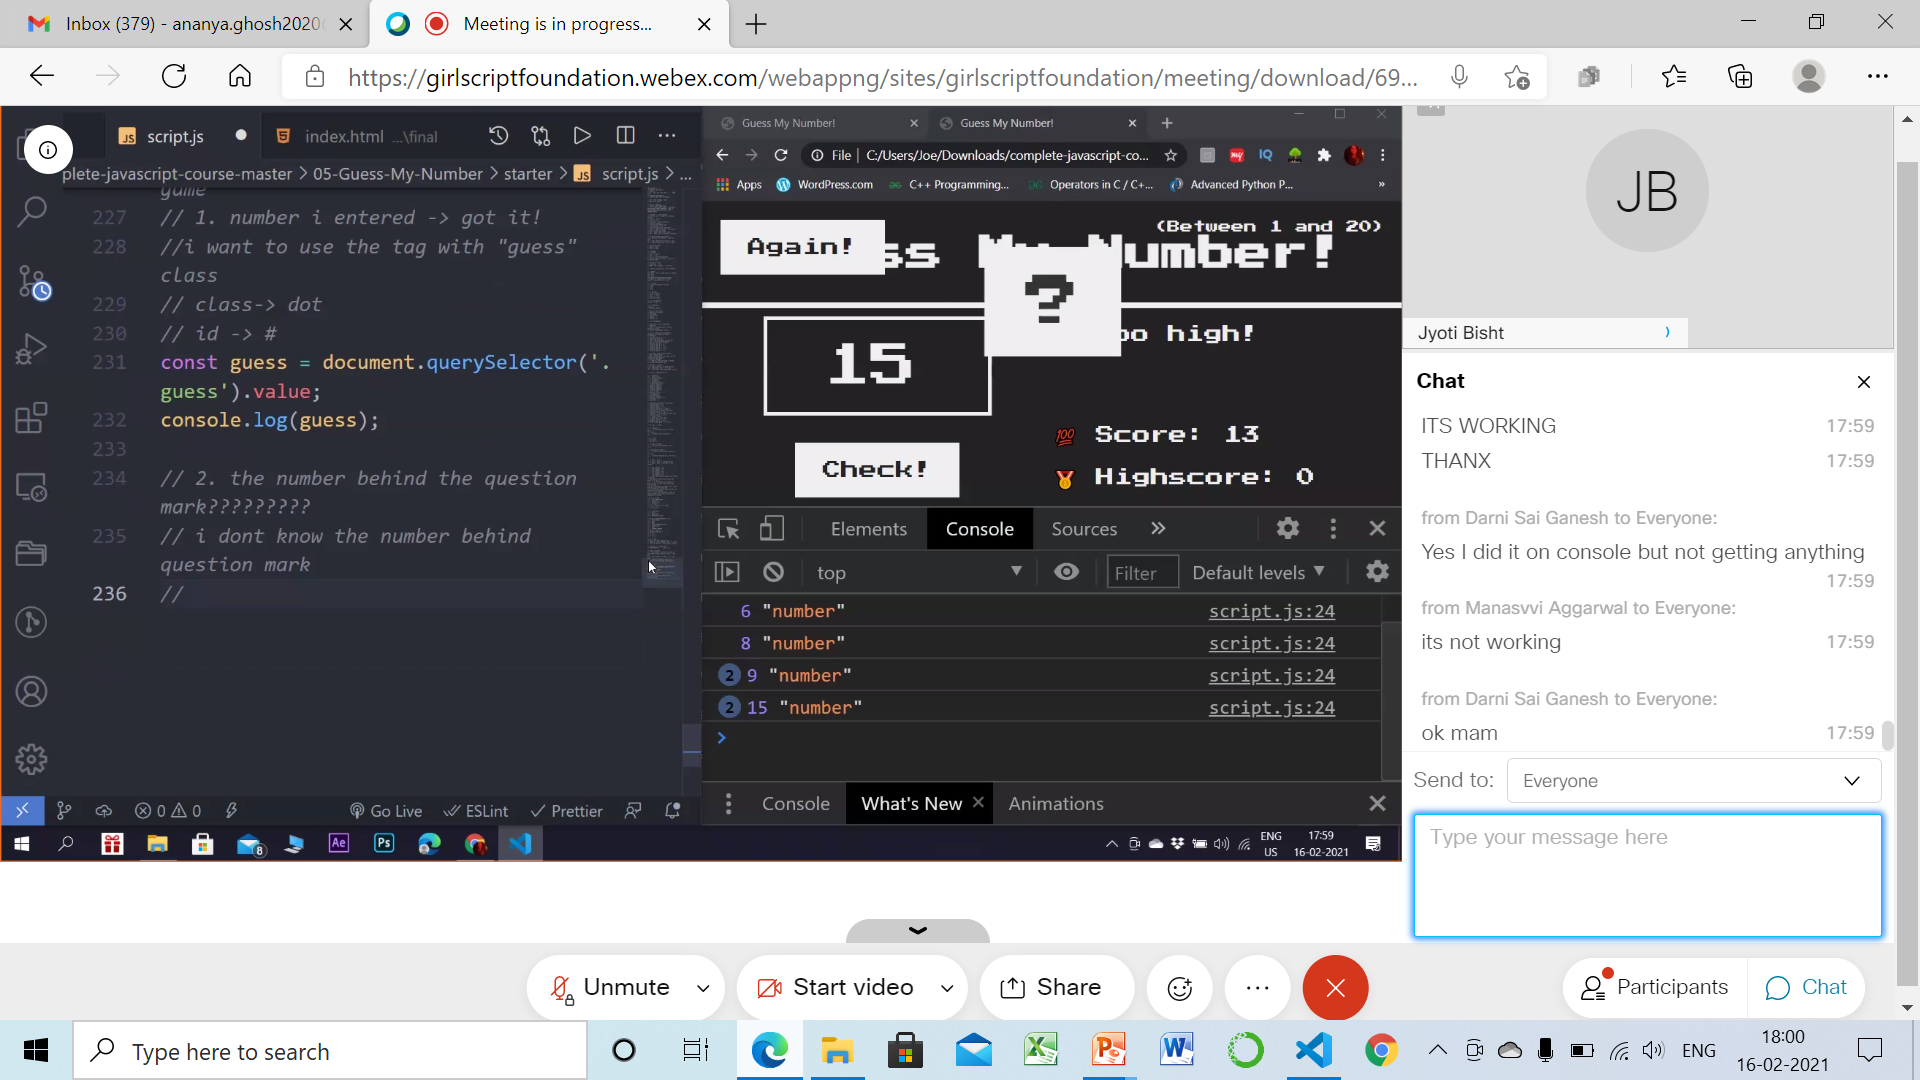 Inbox (379) - ananya.ghosh2020
Meeting is in progress...
https://girlscriptfoundation.webex.com/webappng/sites/girlscriptfoundation/meeting/download/69...
script.js
index.html ...\final
plete-javascript-course-master > 05-Guess-My-Number > starter > JS script.js > ...
game
227 // 1. number i entered -> got it!
228 //i want to use the tag with "guess"
class
229 // class-> dot
230 // id -> #
231 const guess = document.querySelector('.
guess').value;
232 console.log(guess);
233
234 // 2. the number behind the question
mark?????????
235 // i dont know the number behind
question mark
236 //
0 0
Go Live
ESLint
Prettier
Guess My Number!
Guess My Number!
File | C:/Users/Joe/Downloads/complete-javascript-co...
Apps
WordPress.com
C++ Programming...
Operators in C / C+...
Advanced Python P...
»
(Between 1 and 20)
Again!
ss My Number!
?
oo high!
15
💯 Score: 13
Check!
🥇 Highscore: 0
Elements
Console
Sources
»
top
Filter
Default levels
6 "number" script.js:24
8 "number" script.js:24
2 9 "number" script.js:24
2 15 "number" script.js:24
>
Console
What's New
Animations
8
Ae
Ps
ENG
US
17:59
16-02-2021
JB
Jyoti Bisht
Chat
ITS WORKING 17:59
THANX 17:59
from Darni Sai Ganesh to Everyone:
Yes I did it on console but not getting anything
17:59
from Manasvvi Aggarwal to Everyone:
its not working 17:59
from Darni Sai Ganesh to Everyone:
ok mam 17:59
Send to: Everyone
Type your message here
Unmute
Start video
Share
Participants
Chat
Type here to search
ENG
18:00
16-02-2021